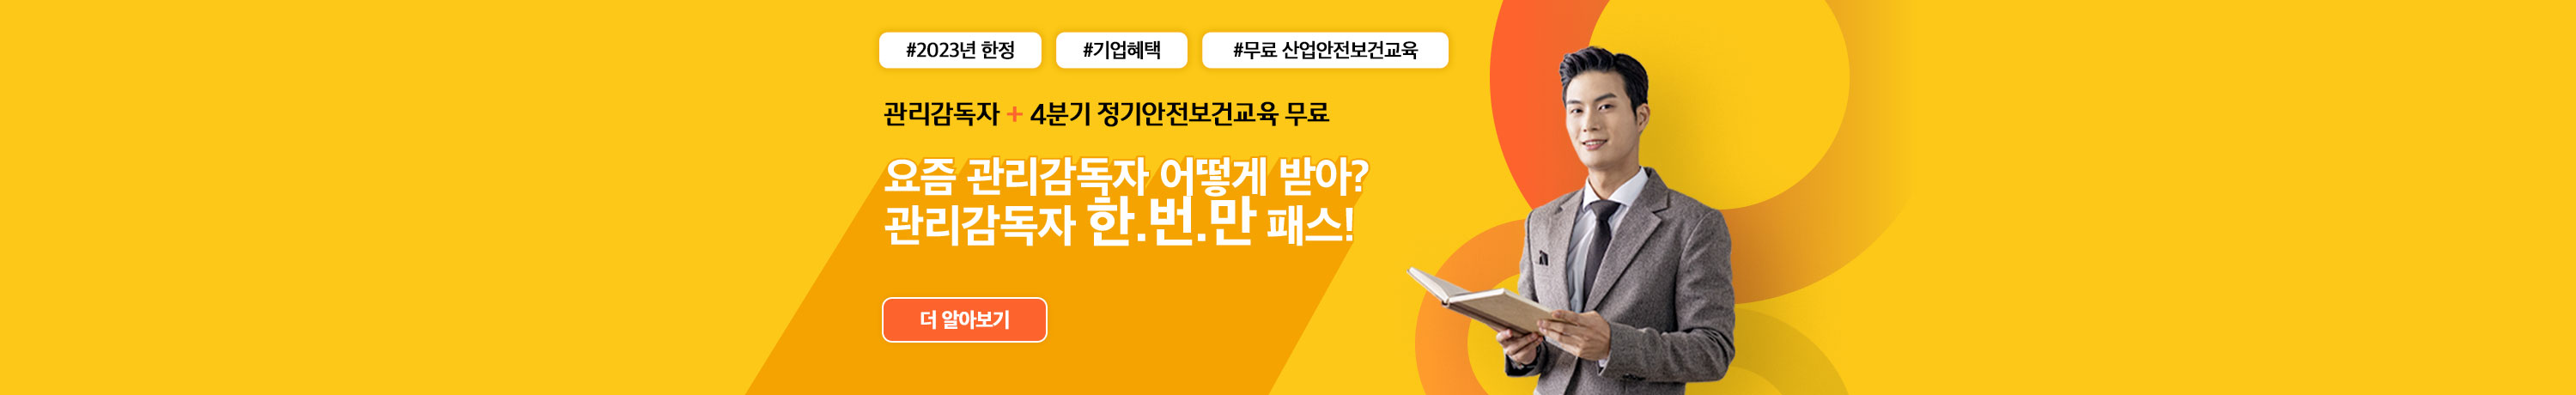 #2023년 한정 #기업혜택 #무료 산업안전보건교육
관리감독자 + 4분기 정기안전보건교육 무료
요즘 관리감독자 어떻게 받아?
관리감독자 한.번.만 패스!
더 알아보기